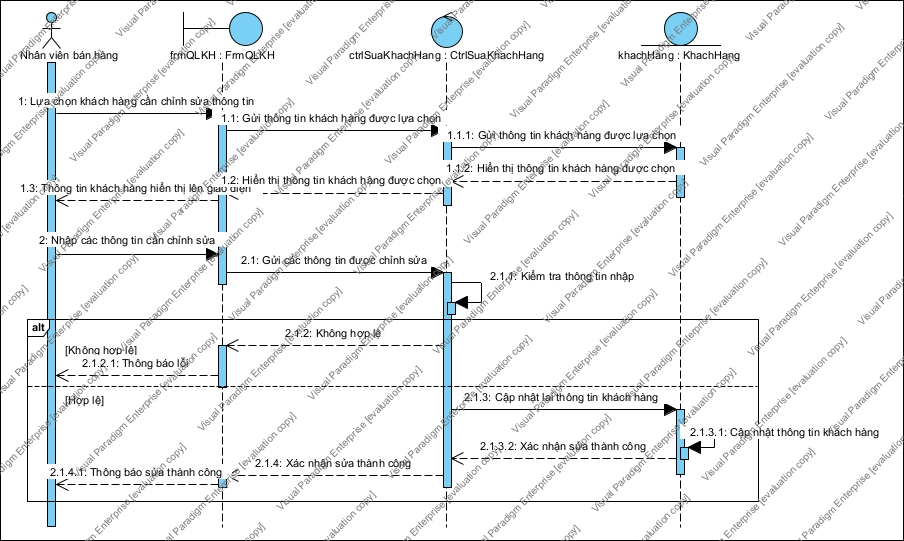 Nhân viên bán hàng
frmQLKH : FrmQLKH
ctrlSuaKhachHang : CtrlSuaKhachHang
khachHang : KhachHang
1: Lựa chọn khách hàng cần chỉnh sửa thông tin
1.1: Gửi thông tin khách hàng được lựa chọn
1.1.1: Gửi thông tin khách hàng được lựa chọn
1.1.2: Hiển thị thông tin khách hàng được chọn
1.2: Hiển thị thông tin khách hàng được chọn
1.3: Thông tin khách hàng hiển thị lên giao diện
2: Nhập các thông tin cần chỉnh sửa
2.1: Gửi các thông tin được chỉnh sửa
2.1.1: Kiểm tra thông tin nhập
alt
2.1.2: Không hợp lệ
[Không hợp lệ]
2.1.2.1: Thông báo lỗi
[Hợp lệ]
2.1.3: Cập nhật lại thông tin khách hàng
2.1.3.1: Cập nhật thông tin khách hàng
2.1.3.2: Xác nhận sửa thành công
2.1.4: Xác nhận sửa thành công
2.1.4.1: Thông báo sửa thành công
Visual Paradigm Enterprise [evaluation copy]